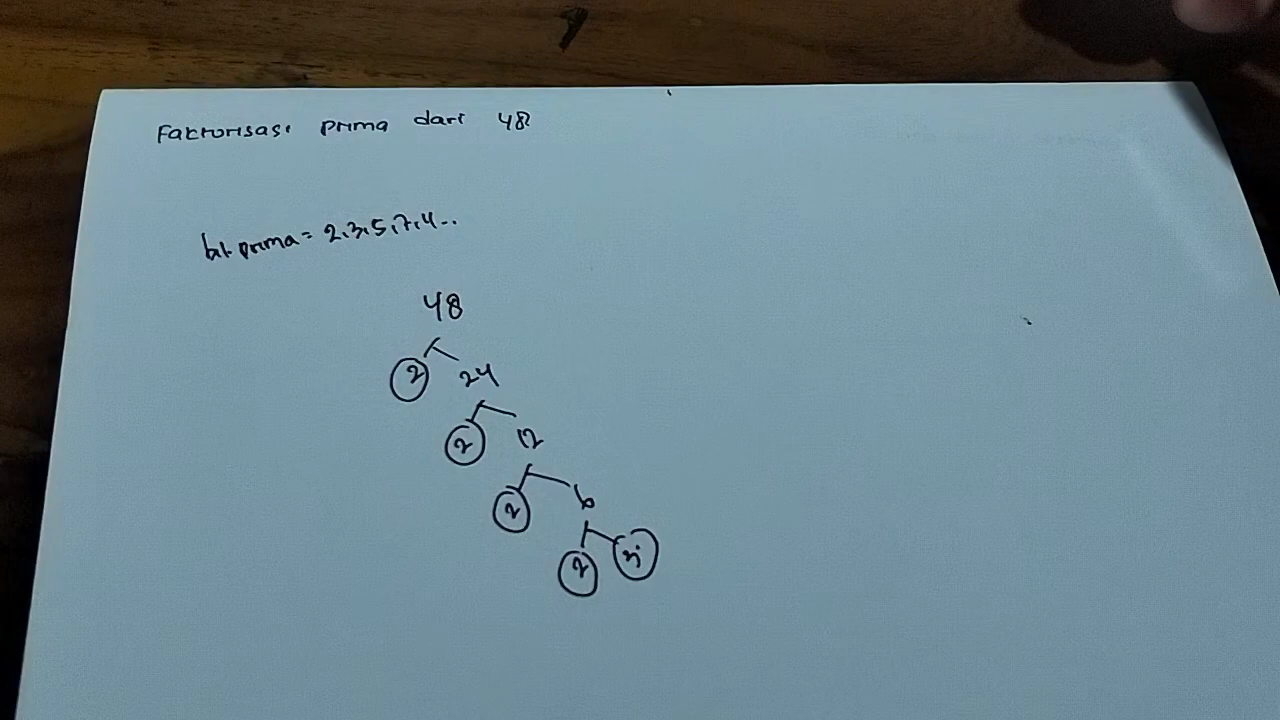 Faktorisasi prima dari 48
bil prima = 2,3,5,7,4...
48
2 24
2 12
2 6
2 3